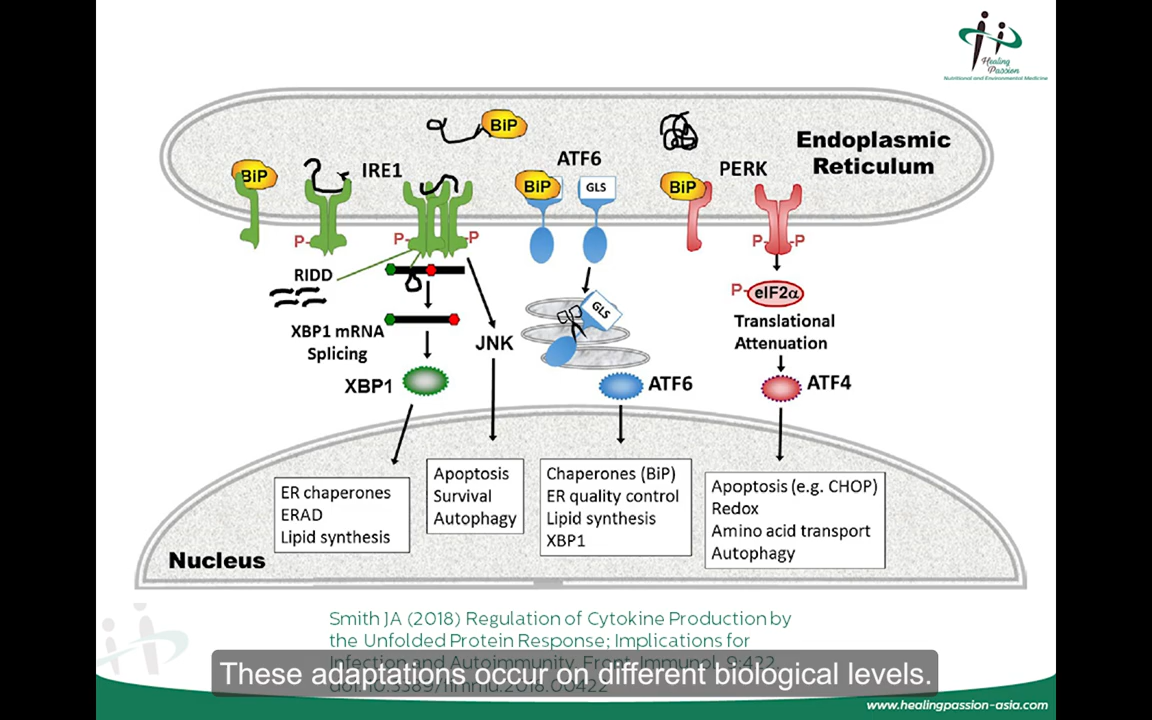 Healing
Passion
Nutritional and Environmental Medicine
Endoplasmic
Reticulum
BiP
BiP
IRE1
ATF6
BiP
GLS
BiP
PERK
P-
P-
-P
P-
-P
RIDD
XBP1 mRNA
Splicing
XBP1
JNK
GLS
ATF6
P-
eIF2α
Translational
Attenuation
ATF4
ER chaperones
ERAD
Lipid synthesis
Apoptosis
Survival
Autophagy
Chaperones (BiP)
ER quality control
Lipid synthesis
XBP1
Apoptosis (e.g. CHOP)
Redox
Amino acid transport
Autophagy
Nucleus
Smith JA (2018) Regulation of Cytokine Production by
the Unfolded Protein Response; Implications for
Infection and Autoimmunity. Front. Immunol. 9:422.
doi: 10.3389/fimmu.2018.00422
These adaptations occur on different biological levels.
www.healingpassion-asia.com